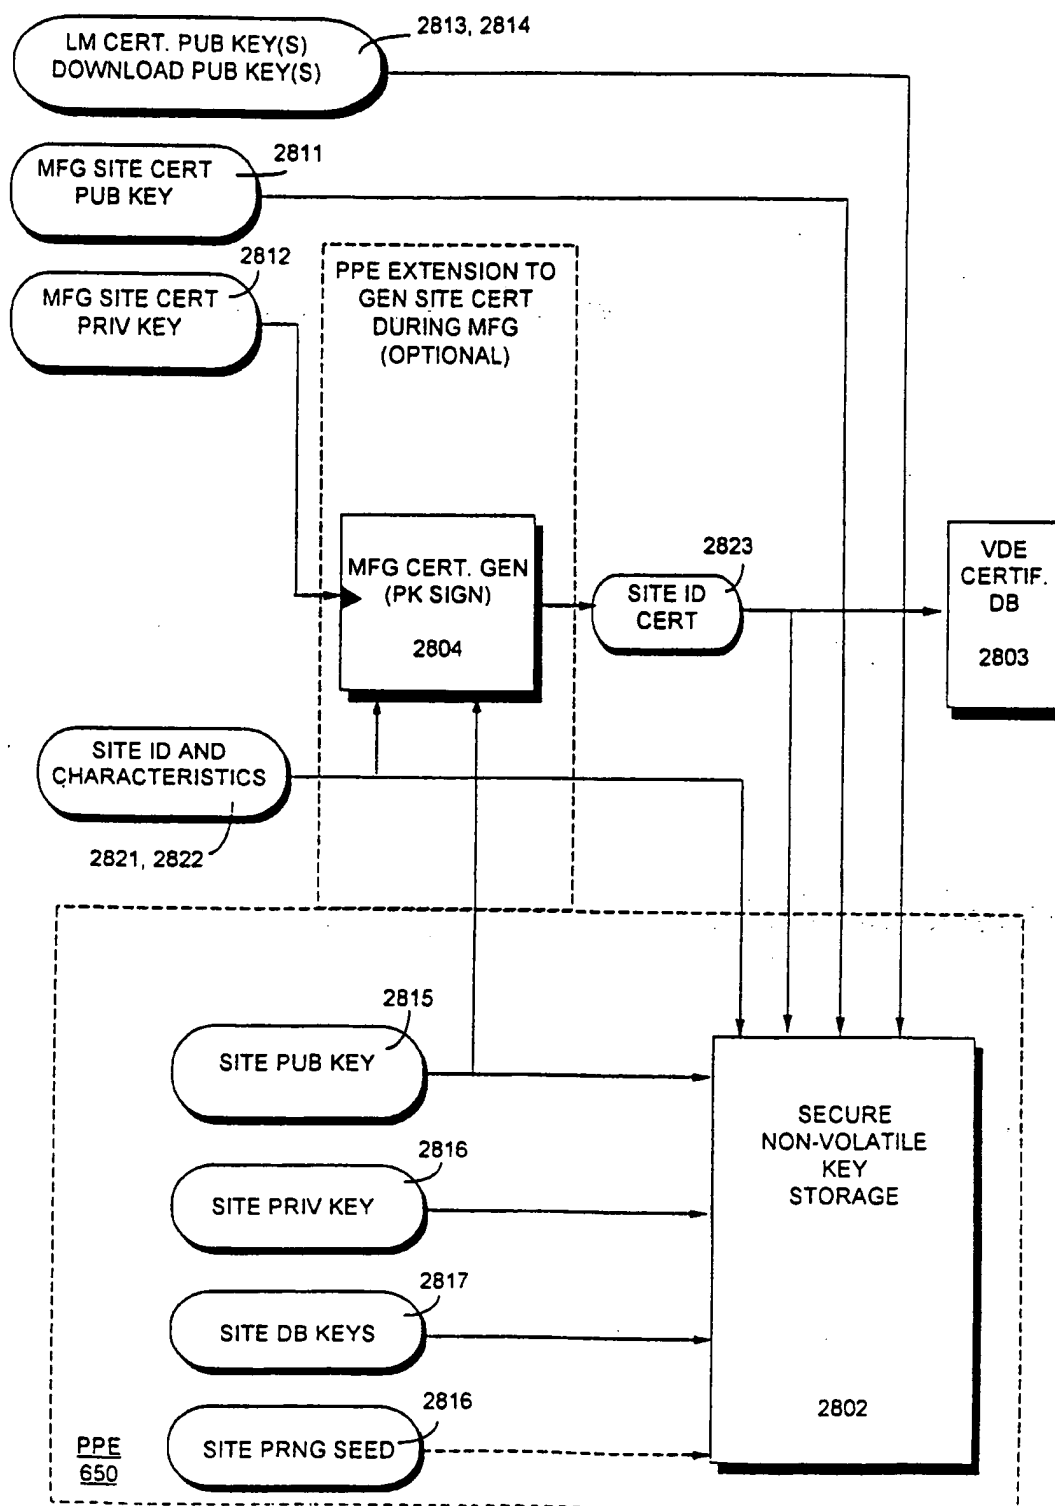 LM CERT. PUB KEY(S)
DOWNLOAD PUB KEY(S)
2813, 2814
MFG SITE CERT
PUB KEY
2811
MFG SITE CERT
PRIV KEY
2812
PPE EXTENSION TO
GEN SITE CERT
DURING MFG
(OPTIONAL)
MFG CERT. GEN
(PK SIGN)
2804
SITE ID
CERT
2823
VDE
CERTIF.
DB
2803
SITE ID AND
CHARACTERISTICS
2821, 2822
SITE PUB KEY
2815
SITE PRIV KEY
2816
SITE DB KEYS
2817
SITE PRNG SEED
2816
SECURE
NON-VOLATILE
KEY
STORAGE
2802
PPE
650